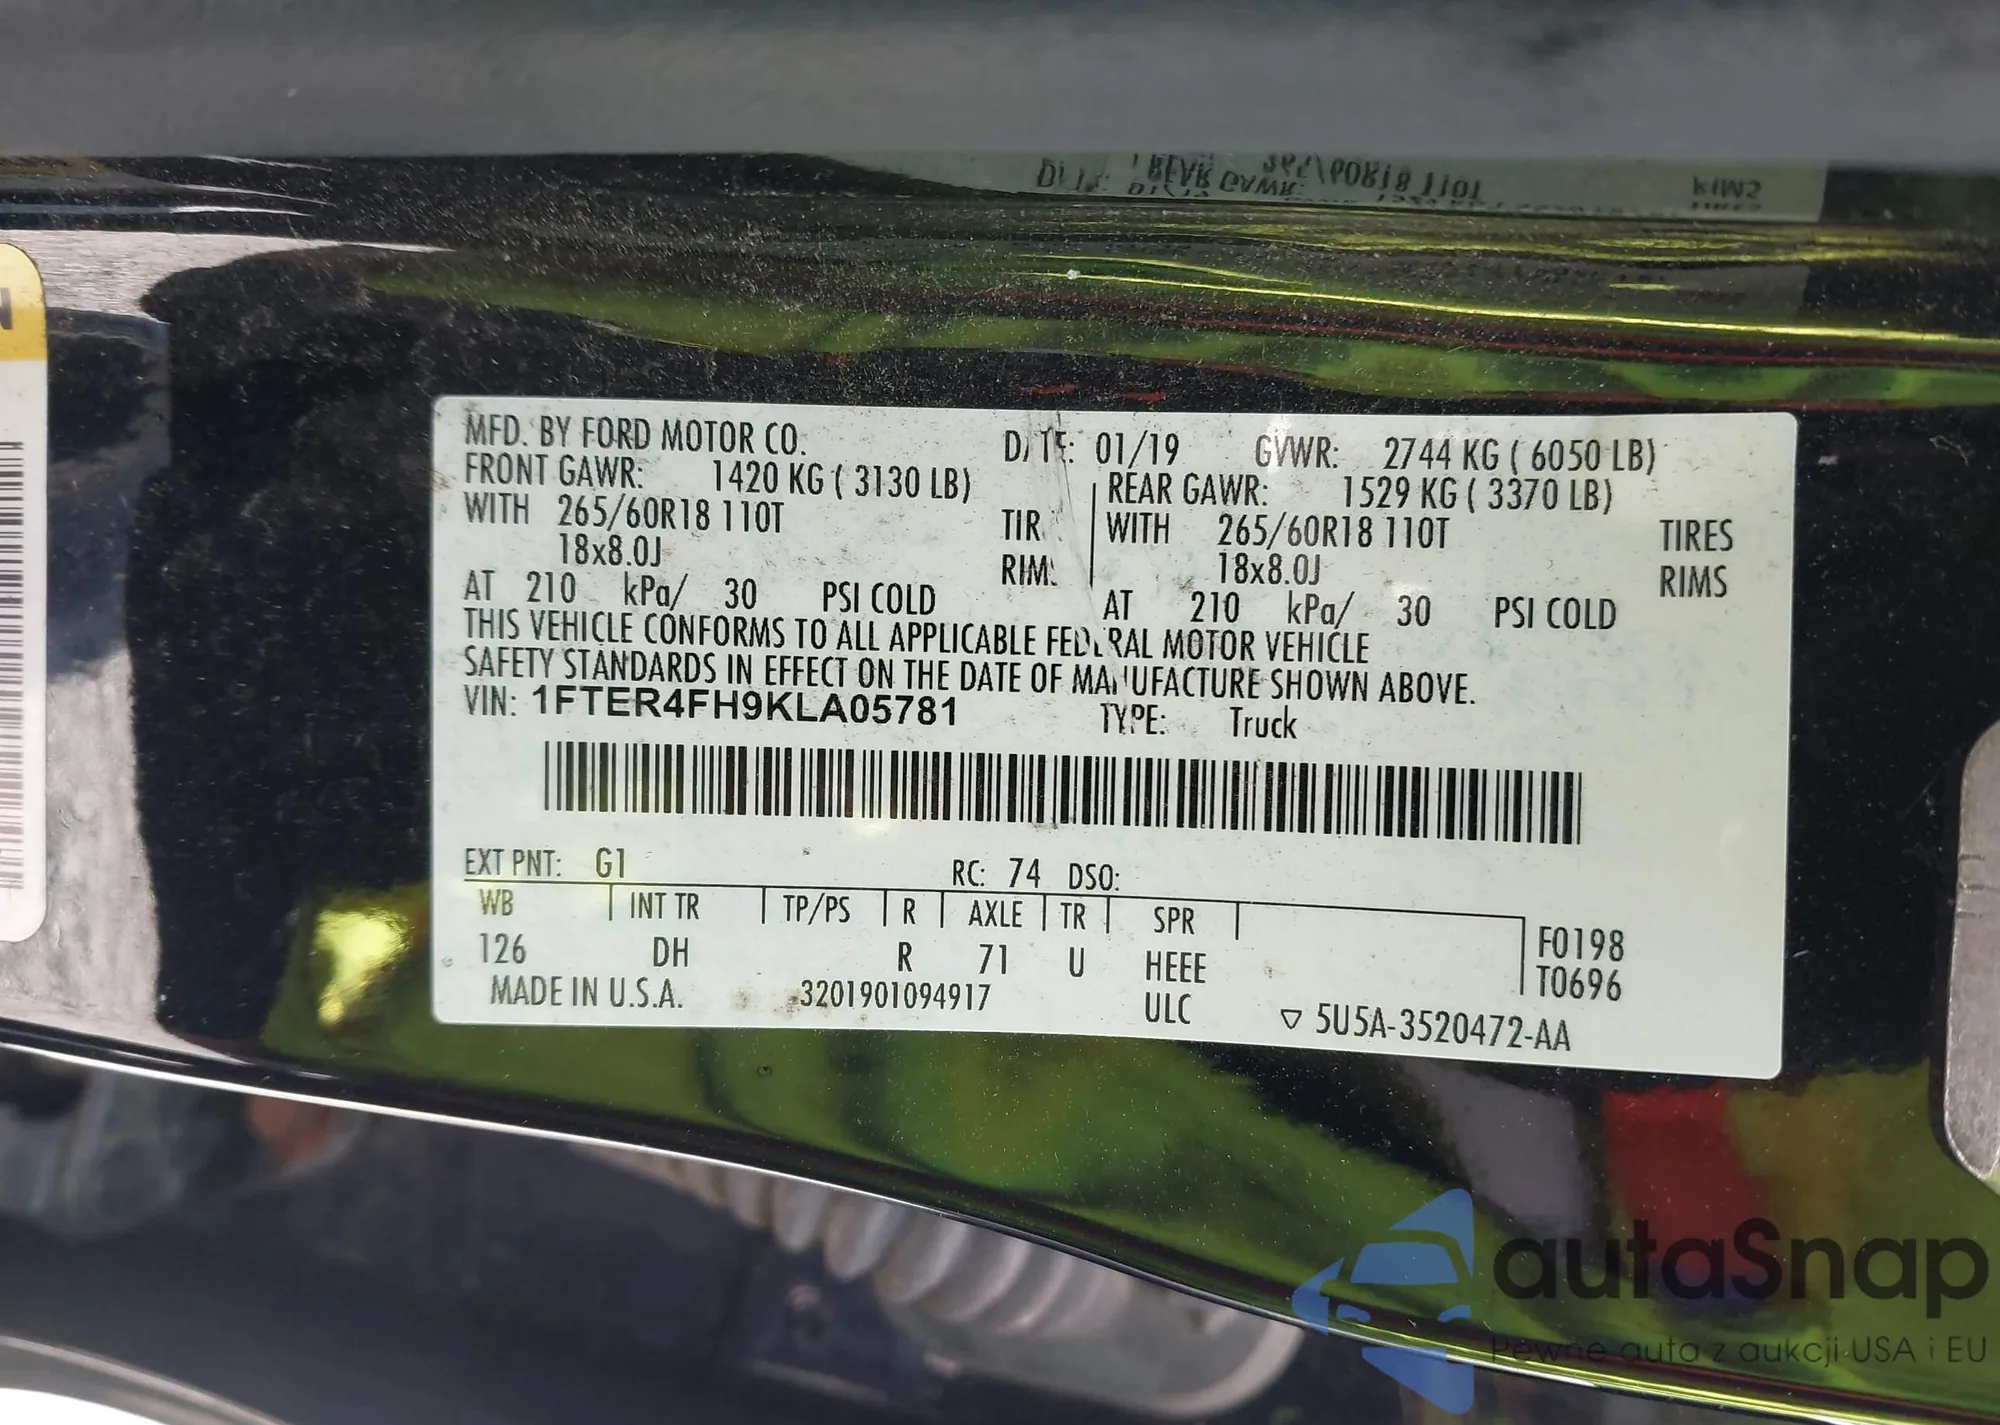 MFD. BY FORD MOTOR CO. DATE: 01/19 GVWR: 2744 KG ( 6050 LB)
FRONT GAWR: 1420 KG ( 3130 LB) REAR GAWR: 1529 KG ( 3370 LB)
WITH 265/60R18 110T TIR WITH 265/60R18 110T TIRES
18x8.0J RIMS 18x8.0J RIMS
AT 210 kPa/ 30 PSI COLD AT 210 kPa/ 30 PSI COLD
THIS VEHICLE CONFORMS TO ALL APPLICABLE FEDERAL MOTOR VEHICLE
SAFETY STANDARDS IN EFFECT ON THE DATE OF MANUFACTURE SHOWN ABOVE.
VIN: 1FTER4FH9KLA05781 TYPE: Truck
EXT PNT: G1 RC: 74 DSO:
WB INT TR TP/PS R AXLE TR SPR
126 DH R 71 U HEEE F0198
MADE IN U.S.A. 3201901094917 ULC T0696
▽ 5U5A-3520472-AA
autaSnap
Pewne auto z aukcji USA i EU